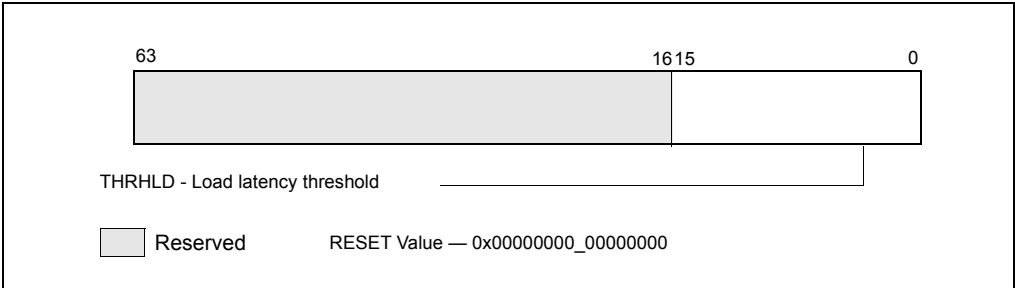 63 1615 0
THRHLD - Load latency threshold
Reserved RESET Value — 0x00000000_00000000